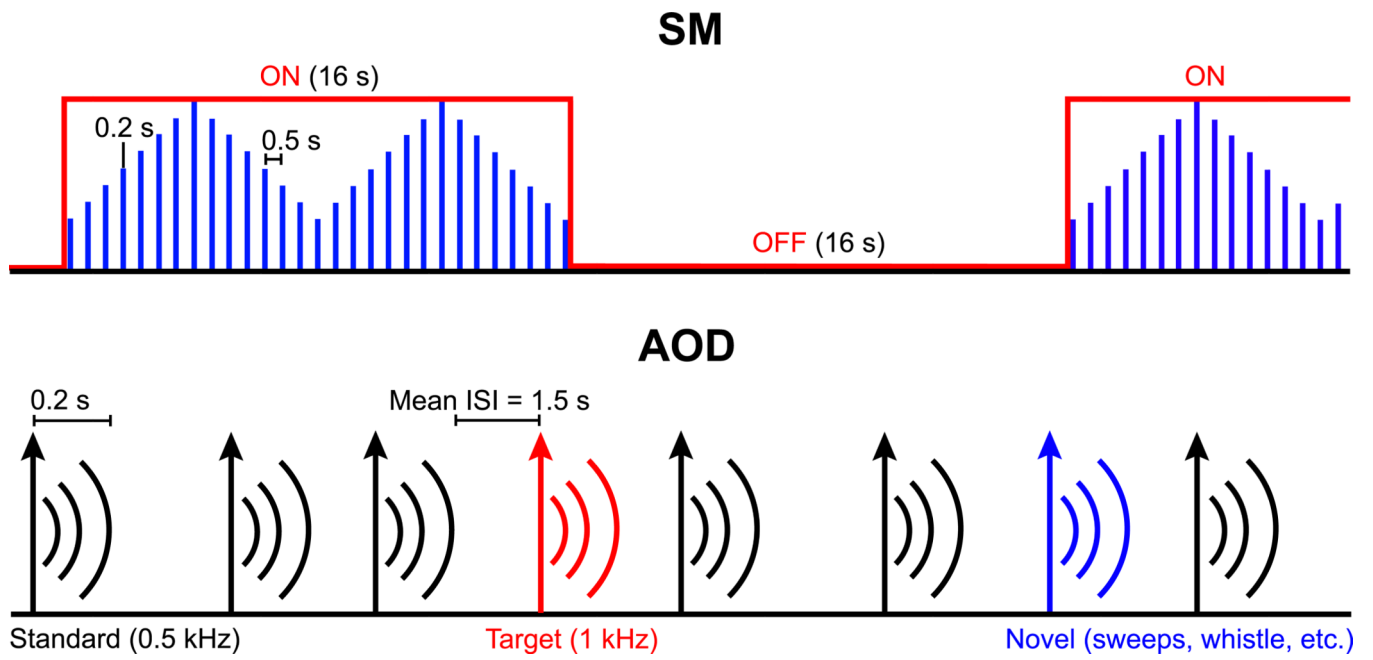 SM
ON (16 s)
ON
0.2 s
0.5 s
OFF (16 s)
AOD
0.2 s
Mean ISI = 1.5 s
Standard (0.5 kHz)
Target (1 kHz)
Novel (sweeps, whistle, etc.)